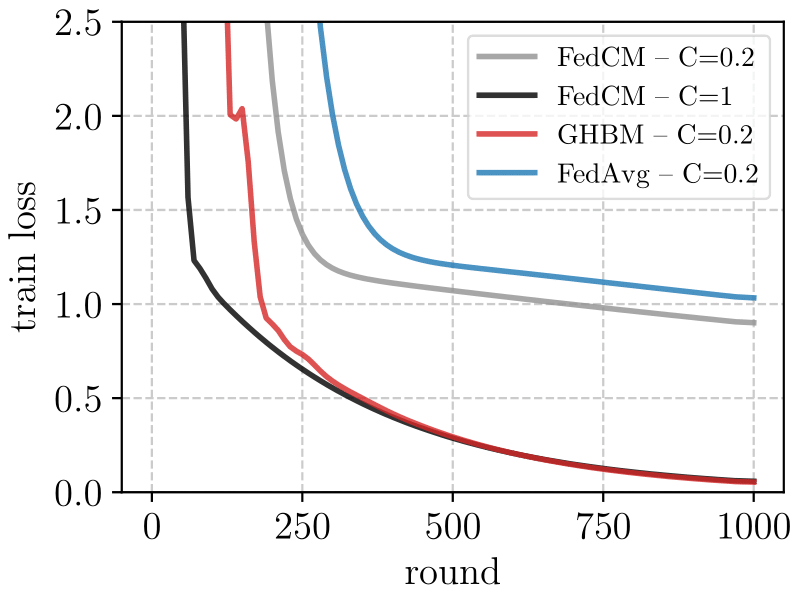 2.5
2.0
1.5
1.0
0.5
0.0
train loss
FedCM – C=0.2
FedCM – C=1
GHBM – C=0.2
FedAvg – C=0.2
0 250 500 750 1000
round